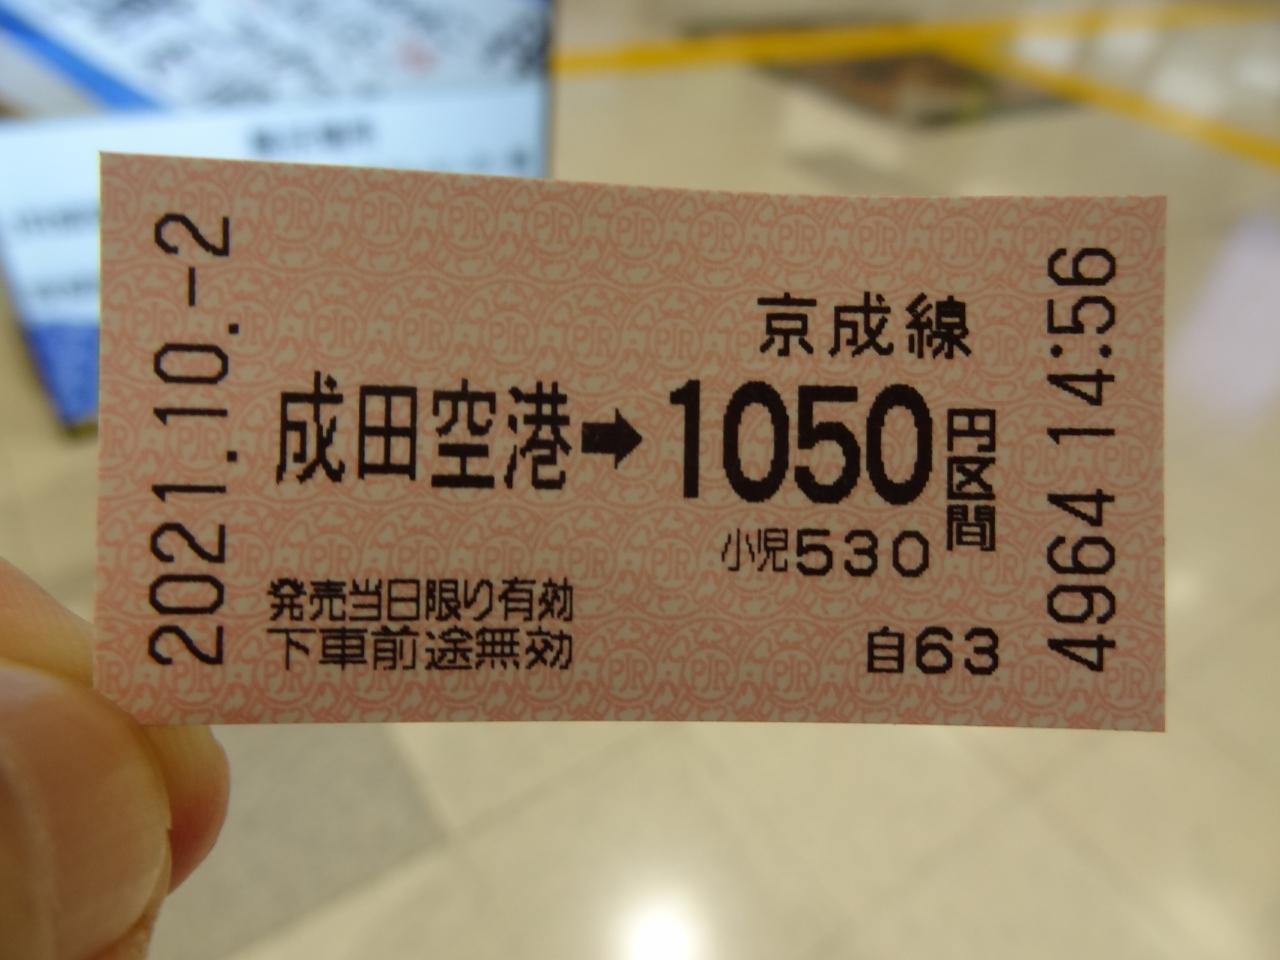 2021.10.-2
京成線
成田空港➡1050円区間
小児530
発売当日限り有効
下車前途無効
自63
4964 14:56